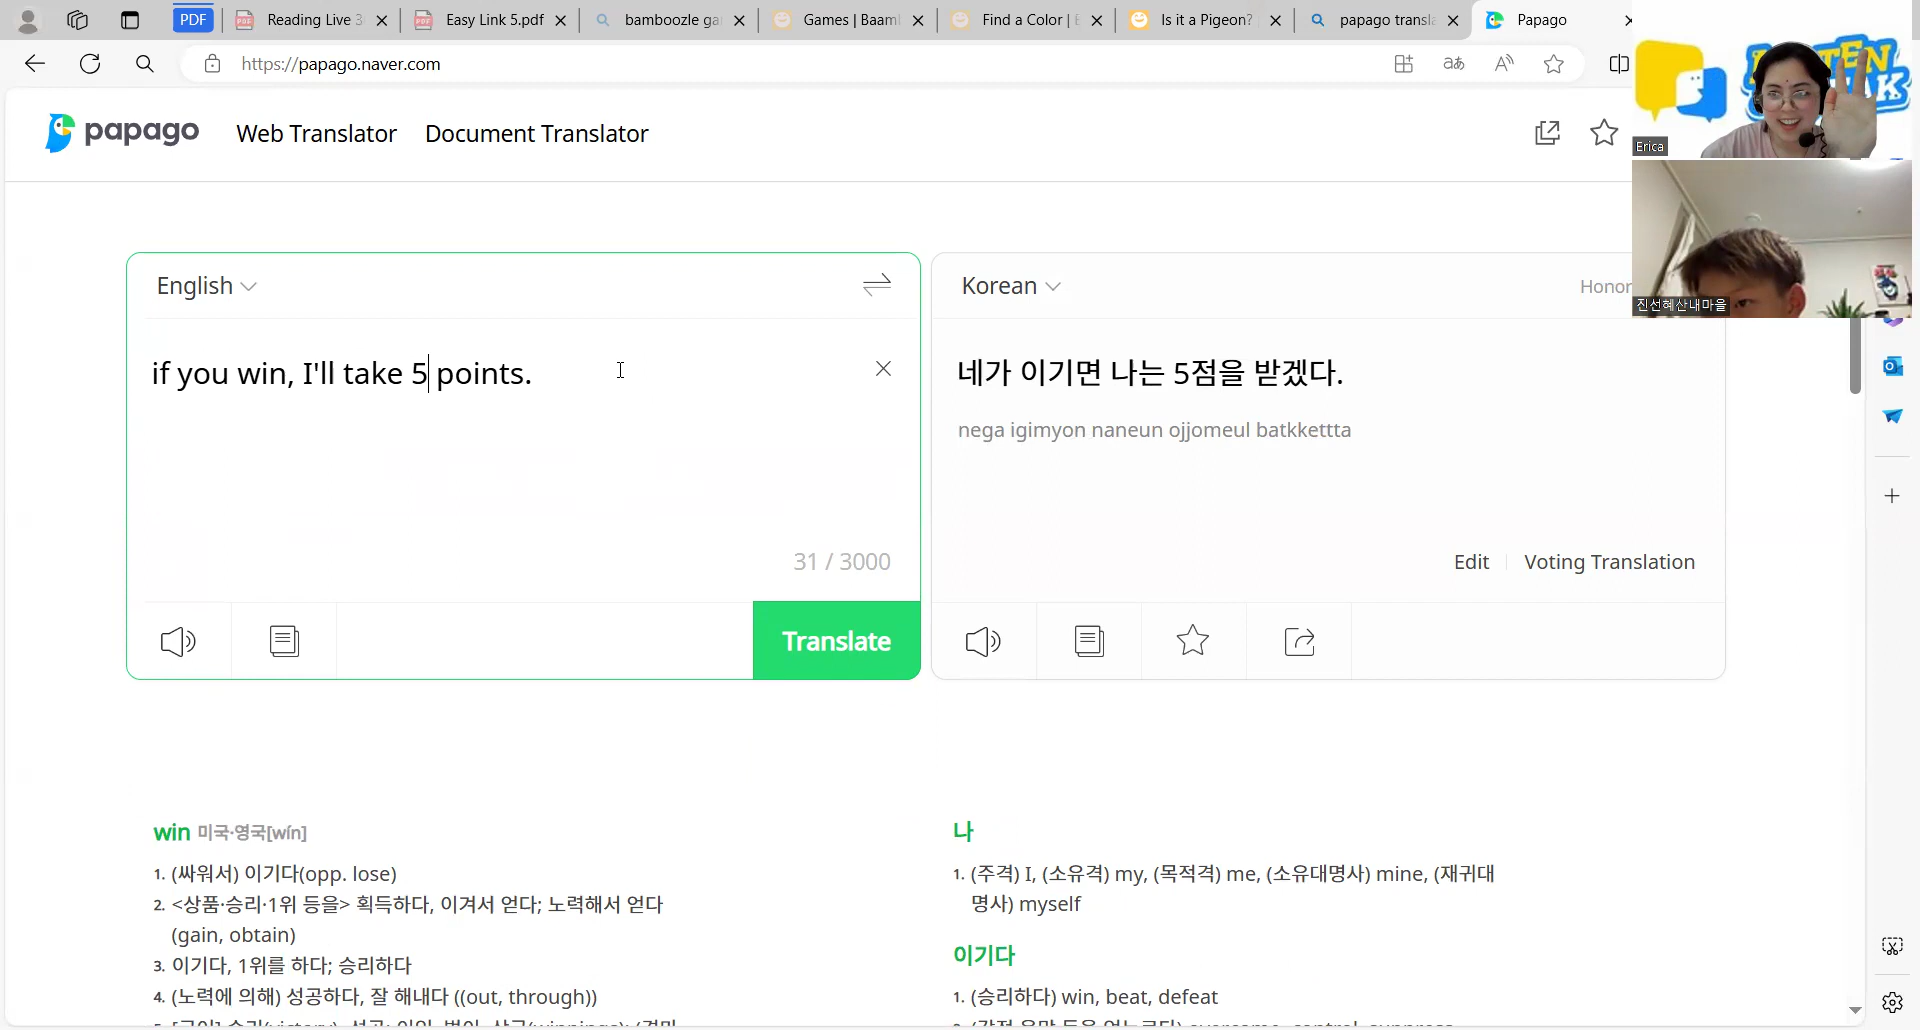 PDF
Reading Live 3
Easy Link 5.pdf
bamboozle ga
Games | Baam
Find a Color |
Is it a Pigeon?
papago transla
Papago
https://papago.naver.com
papago
Web Translator
Document Translator
Erica
진선혜산내마을
English
Korean
Honor
if you win, I'll take 5 points.
네가 이기면 나는 5점을 받겠다.
nega igimyon naneun ojjomeul batkkettta
31 / 3000
Edit
Voting Translation
Translate
win 미국·영국[wín]
1. (싸워서) 이기다(opp. lose)
2. <상품·승리·1위 등을> 획득하다, 이겨서 얻다; 노력해서 얻다
(gain, obtain)
3. 이기다, 1위를 하다; 승리하다
4. (노력에 의해) 성공하다, 잘 해내다 ((out, through))
나
1. (주격) I, (소유격) my, (목적격) me, (소유대명사) mine, (재귀대
명사) myself
이기다
1. (승리하다) win, beat, defeat